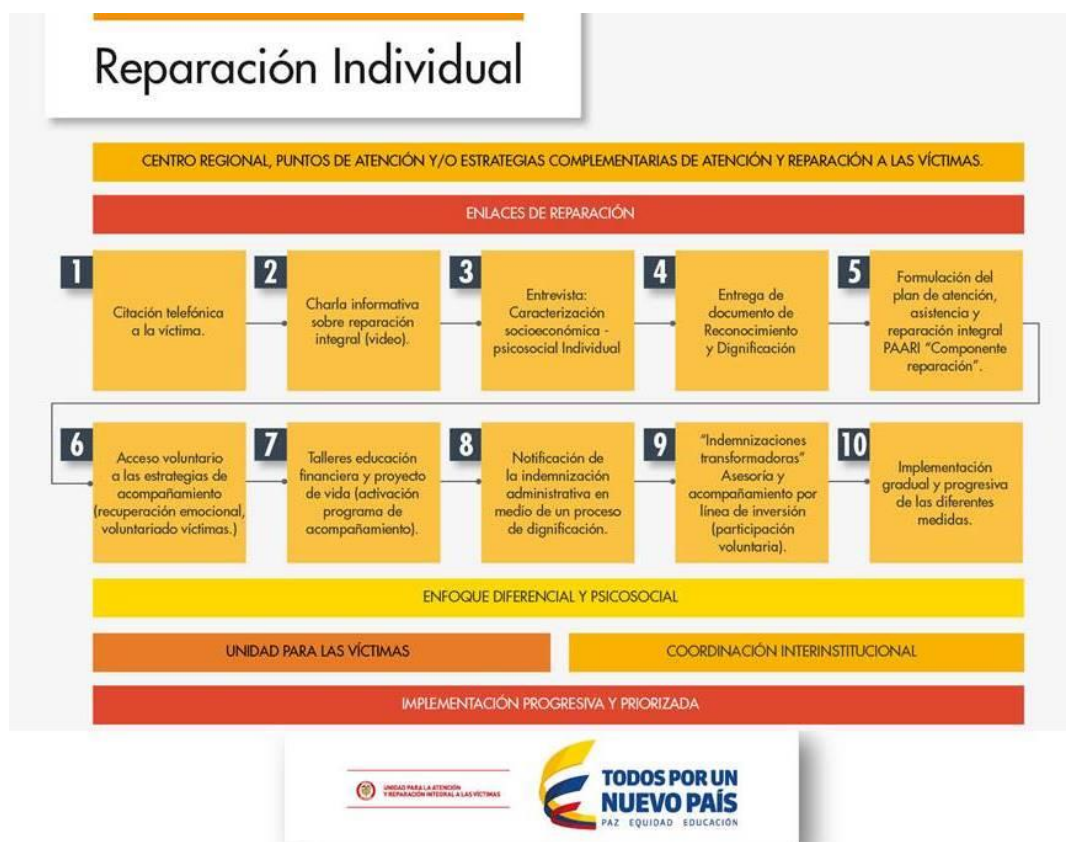 Reparación Individual
CENTRO REGIONAL, PUNTOS DE ATENCIÓN Y/O ESTRATEGIAS COMPLEMENTARIAS DE ATENCIÓN Y REPARACIÓN A LAS VÍCTIMAS.
ENLACES DE REPARACIÓN
1
Citación telefónica
a la víctima.
2
Charla informativa
sobre reparación
integral (video).
3
Entrevista:
Caracterización
socioeconómica -
psicosocial Individual
4
Entrega de
documento de
Reconocimiento
y Dignificación
5
Formulación del
plan de atención,
asistencia y
reparación integral
PAARI “Componente
reparación”.
6
Acceso voluntario
a las estrategias de
acompañamiento
(recuperación emocional,
voluntariado víctimas.)
7
Talleres educación
financiera y proyecto
de vida (activación
programa de
acompañamiento).
8
Notificación de
la indemnización
administrativa en
medio de un proceso
de dignificación.
9
“Indemnizaciones
transformadoras”
Asesoría y
acompañamiento por
línea de inversión
(participación
voluntaria).
10
Implementación
gradual y progresiva
de las diferentes
medidas.
ENFOQUE DIFERENCIAL Y PSICOSOCIAL
UNIDAD PARA LAS VÍCTIMAS
COORDINACIÓN INTERINSTITUCIONAL
IMPLEMENTACIÓN PROGRESIVA Y PRIORIZADA
UNIDAD PARA LA ATENCIÓN
Y REPARACIÓN INTEGRAL A LAS VÍCTIMAS
TODOS POR UN
NUEVO PAÍS
PAZ EQUIDAD EDUCACIÓN